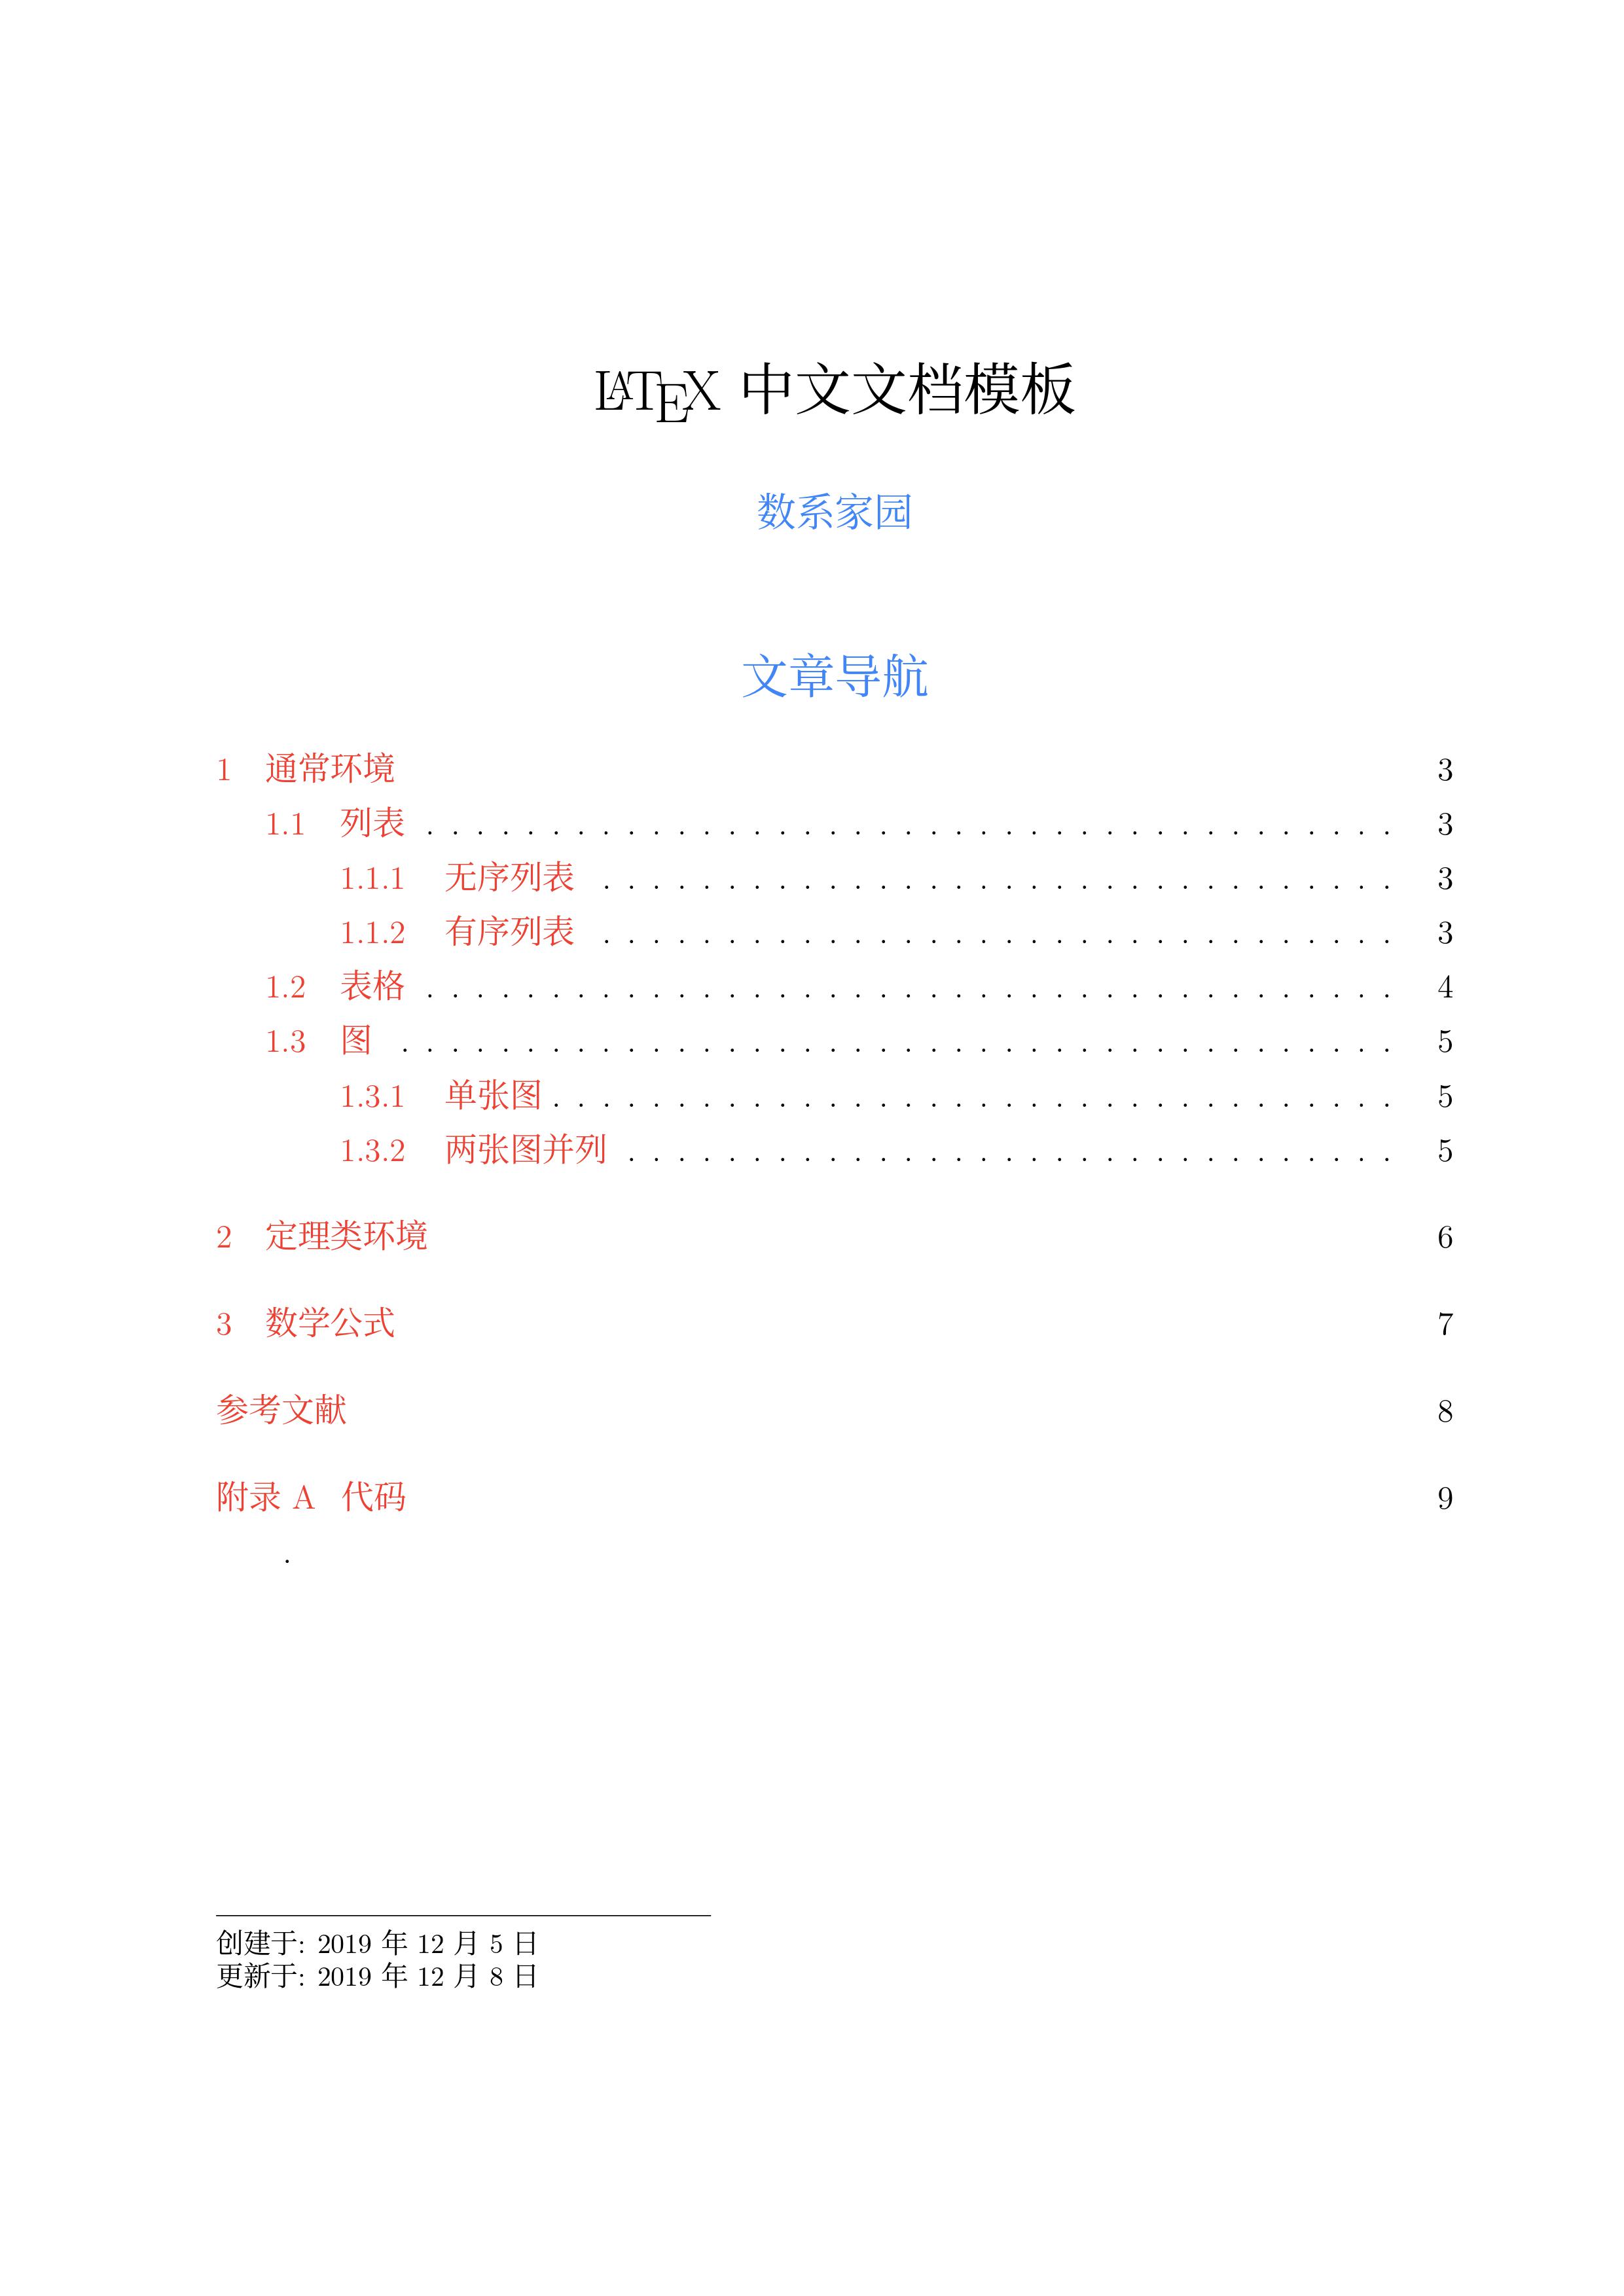 LATEX 中文文档模板
数系家园
文章导航
1 通常环境 3
1.1 列表 . . . . . . . . . . . . . . . . . . . . . . . . . . . . . . . . . . . . . . . 3
1.1.1 无序列表 . . . . . . . . . . . . . . . . . . . . . . . . . . . . . . . . 3
1.1.2 有序列表 . . . . . . . . . . . . . . . . . . . . . . . . . . . . . . . . 3
1.2 表格 . . . . . . . . . . . . . . . . . . . . . . . . . . . . . . . . . . . . . . . 4
1.3 图 . . . . . . . . . . . . . . . . . . . . . . . . . . . . . . . . . . . . . . . . 5
1.3.1 单张图 . . . . . . . . . . . . . . . . . . . . . . . . . . . . . . . . . . 5
1.3.2 两张图并列 . . . . . . . . . . . . . . . . . . . . . . . . . . . . . . . 5
2 定理类环境 6
3 数学公式 7
参考文献 8
附录 A 代码 9
.
创建于: 2019 年 12 月 5 日
更新于: 2019 年 12 月 8 日